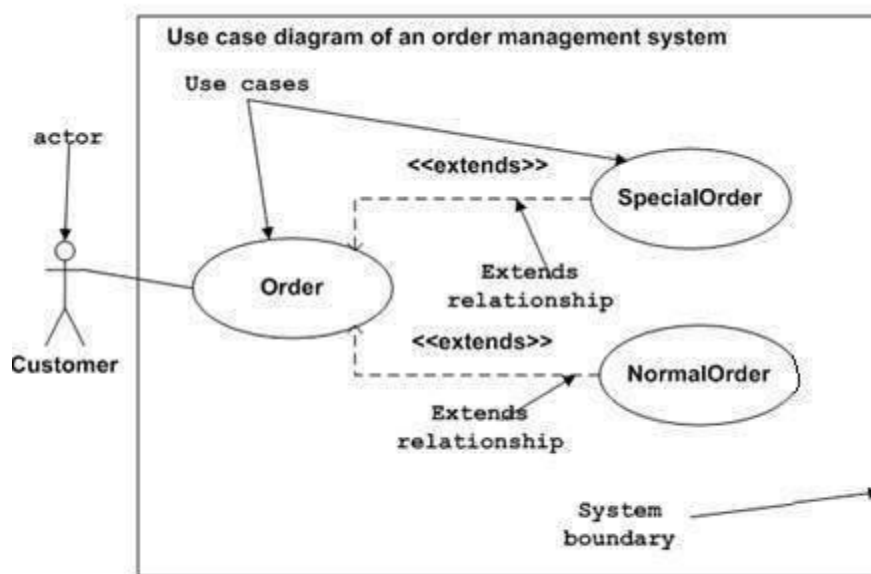 Use case diagram of an order management system
Use cases
actor
<<extends>>
SpecialOrder
Order
Extends
relationship
<<extends>>
Customer
NormalOrder
Extends
relationship
System
boundary